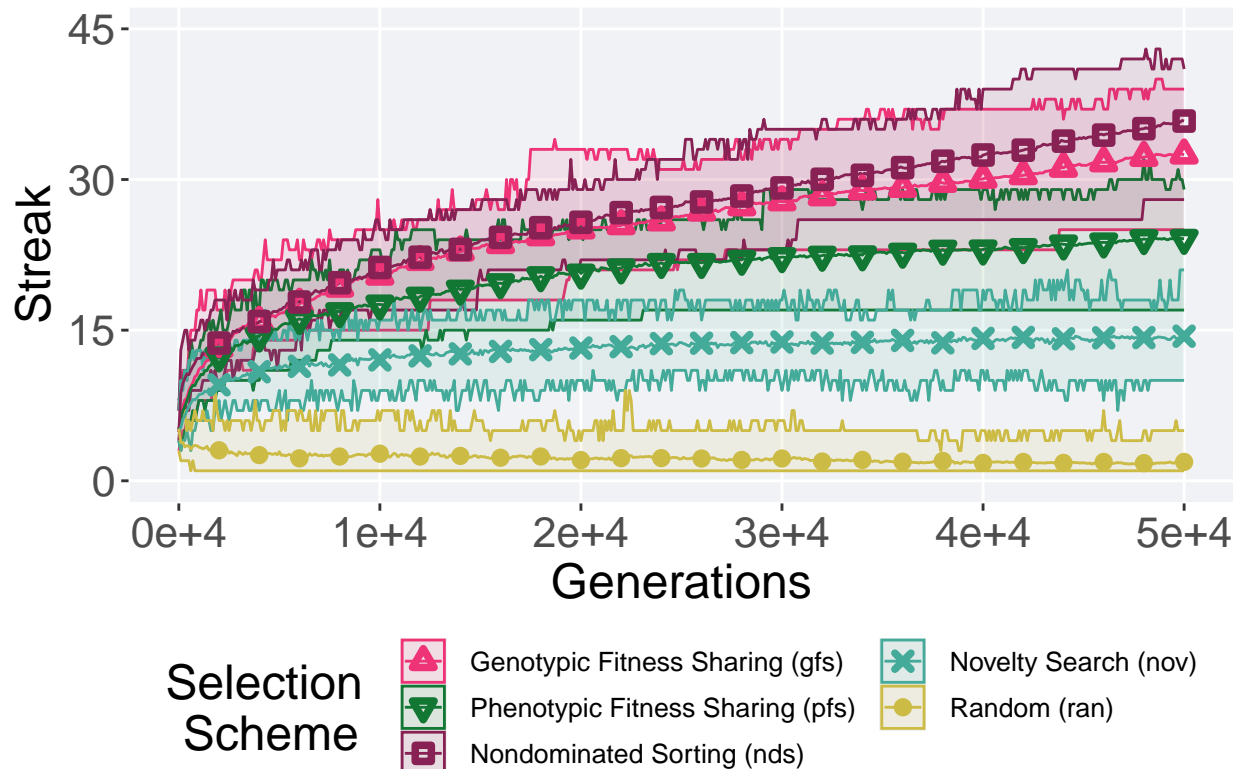 45
30
15
0
Streak
0e+4
1e+4
2e+4
3e+4
4e+4
5e+4
Generations
Selection
Scheme
Genotypic Fitness Sharing (gfs)
Phenotypic Fitness Sharing (pfs)
Nondominated Sorting (nds)
Novelty Search (nov)
Random (ran)